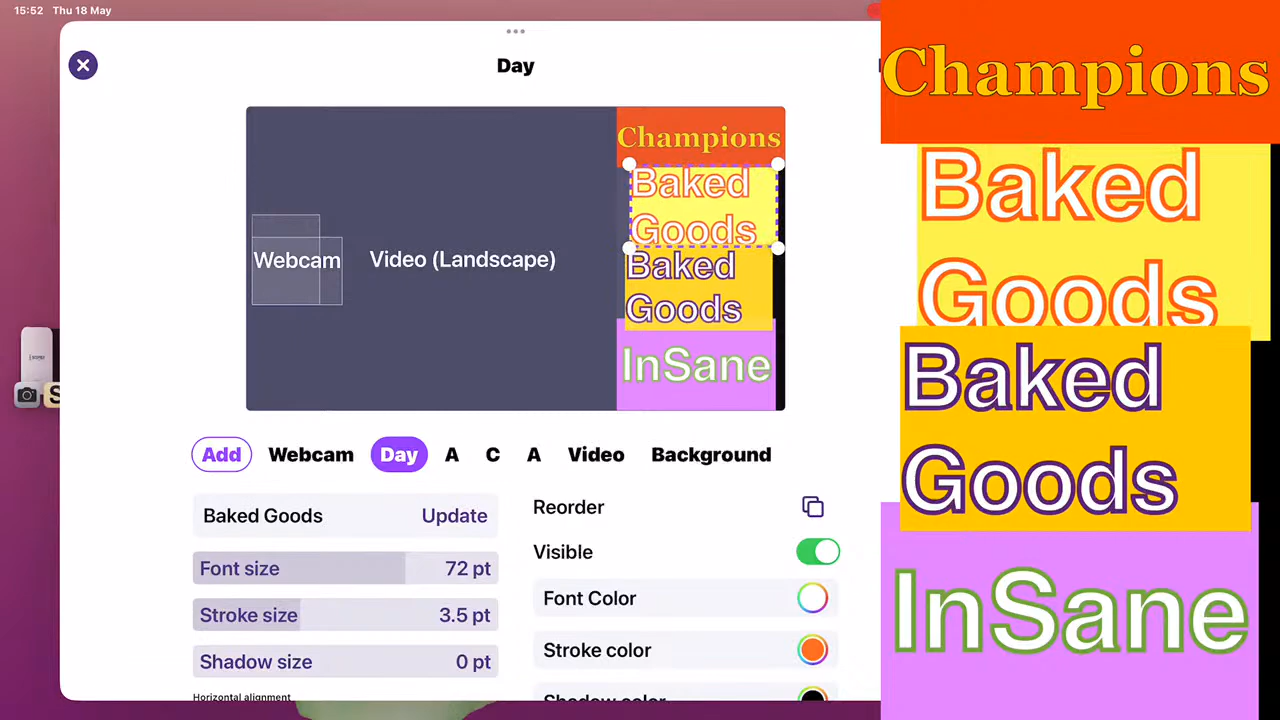 15:52 Thu 18 May
Day
Champions
Baked
Goods
Baked
Goods
InSane
Webcam
Video (Landscape)
Add Webcam Day A C A Video Background
Baked Goods Update
Font size 72 pt
Stroke size 3.5 pt
Shadow size 0 pt
Horizontal alignment
Reorder
Visible
Font Color
Stroke color
Shadow color
Champions
Baked
Goods
Baked
Goods
InSane